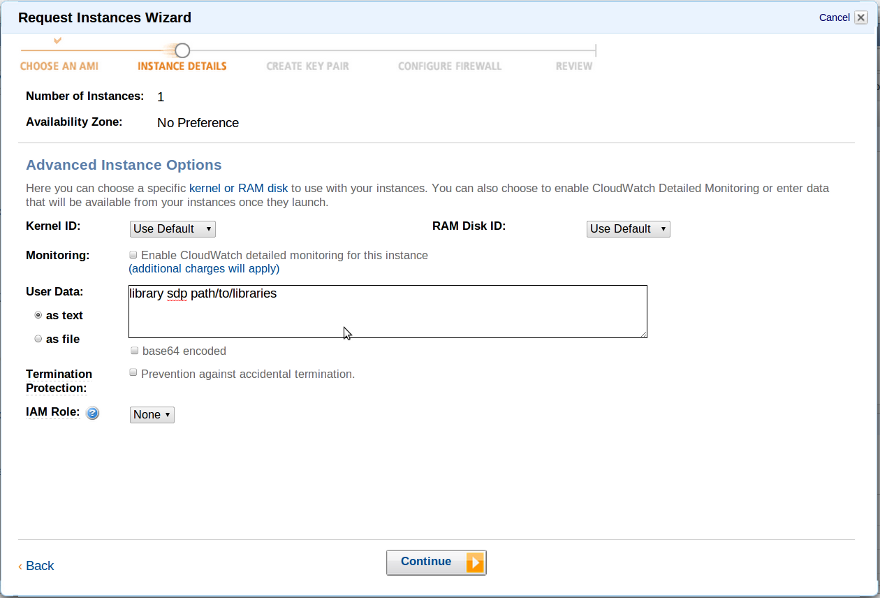 Request Instances Wizard
Cancel
CHOOSE AN AMI INSTANCE DETAILS CREATE KEY PAIR CONFIGURE FIREWALL REVIEW
Number of Instances: 1
Availability Zone: No Preference
Advanced Instance Options
Here you can choose a specific kernel or RAM disk to use with your instances. You can also choose to enable CloudWatch Detailed Monitoring or enter data
that will be available from your instances once they launch.
Kernel ID: Use Default RAM Disk ID: Use Default
Monitoring: Enable CloudWatch detailed monitoring for this instance
(additional charges will apply)
User Data: library sdp path/to/libraries
as text
as file
base64 encoded
Termination Prevention against accidental termination.
Protection:
IAM Role: ? None
‹ Back Continue